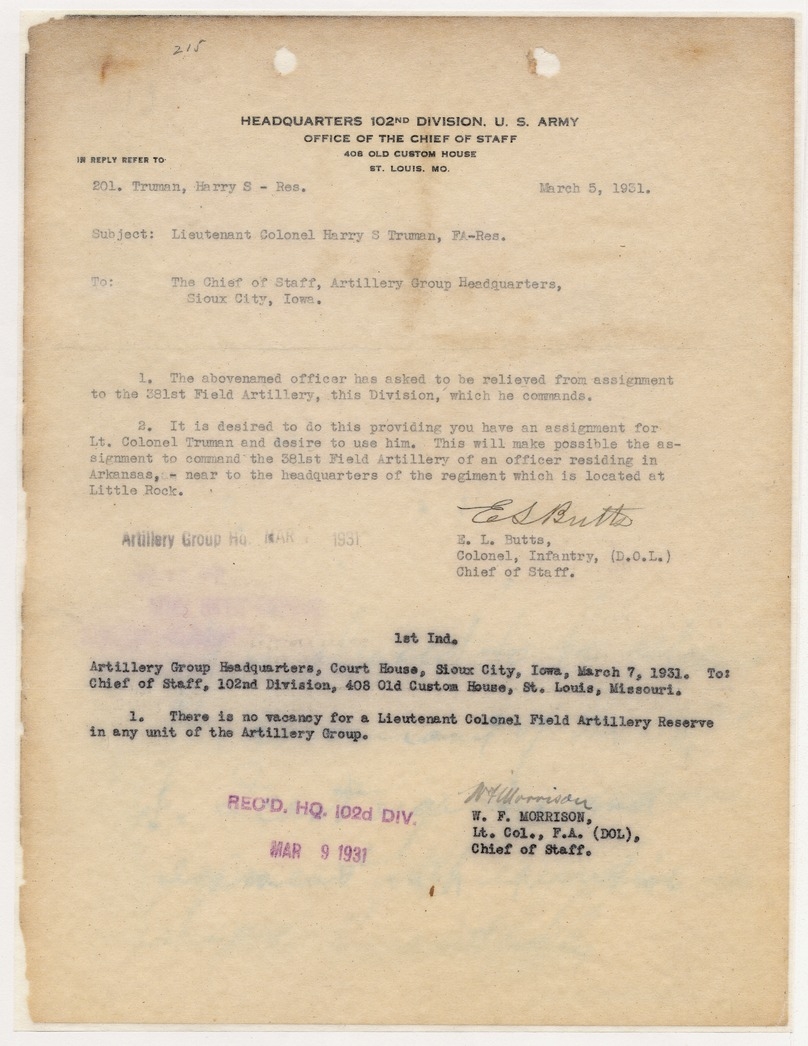 215
HEADQUARTERS 102ND DIVISION, U. S. ARMY
OFFICE OF THE CHIEF OF STAFF
408 OLD CUSTOM HOUSE
ST. LOUIS, MO.
IN REPLY REFER TO
201. Truman, Harry S - Res.
March 5, 1931.
Subject: Lieutenant Colonel Harry S Truman, FA-Res.
To: The Chief of Staff, Artillery Group Headquarters,
Sioux City, Iowa.
1. The abovenamed officer has asked to be relieved from assignment
to the 381st Field Artillery, this Division, which he commands.
2. It is desired to do this providing you have an assignment for
Lt. Colonel Truman and desire to use him. This will make possible the as-
signment to command the 381st Field Artillery of an officer residing in
Arkansas, - near to the headquarters of the regiment which is located at
Little Rock.
E L Butts
E. L. Butts,
Colonel, Infantry, (D.O.L.)
Chief of Staff.
Artillery Group Hq. MAR 1931
1st Ind.
Artillery Group Headquarters, Court House, Sioux City, Iowa, March 7, 1931. To:
Chief of Staff, 102nd Division, 408 Old Custom House, St. Louis, Missouri.
1. There is no vacancy for a Lieutenant Colonel Field Artillery Reserve
in any unit of the Artillery Group.
W F Morrison
W. F. MORRISON,
Lt. Col., F.A. (DOL),
Chief of Staff.
REC'D. HQ. 102d DIV.
MAR 9 1931